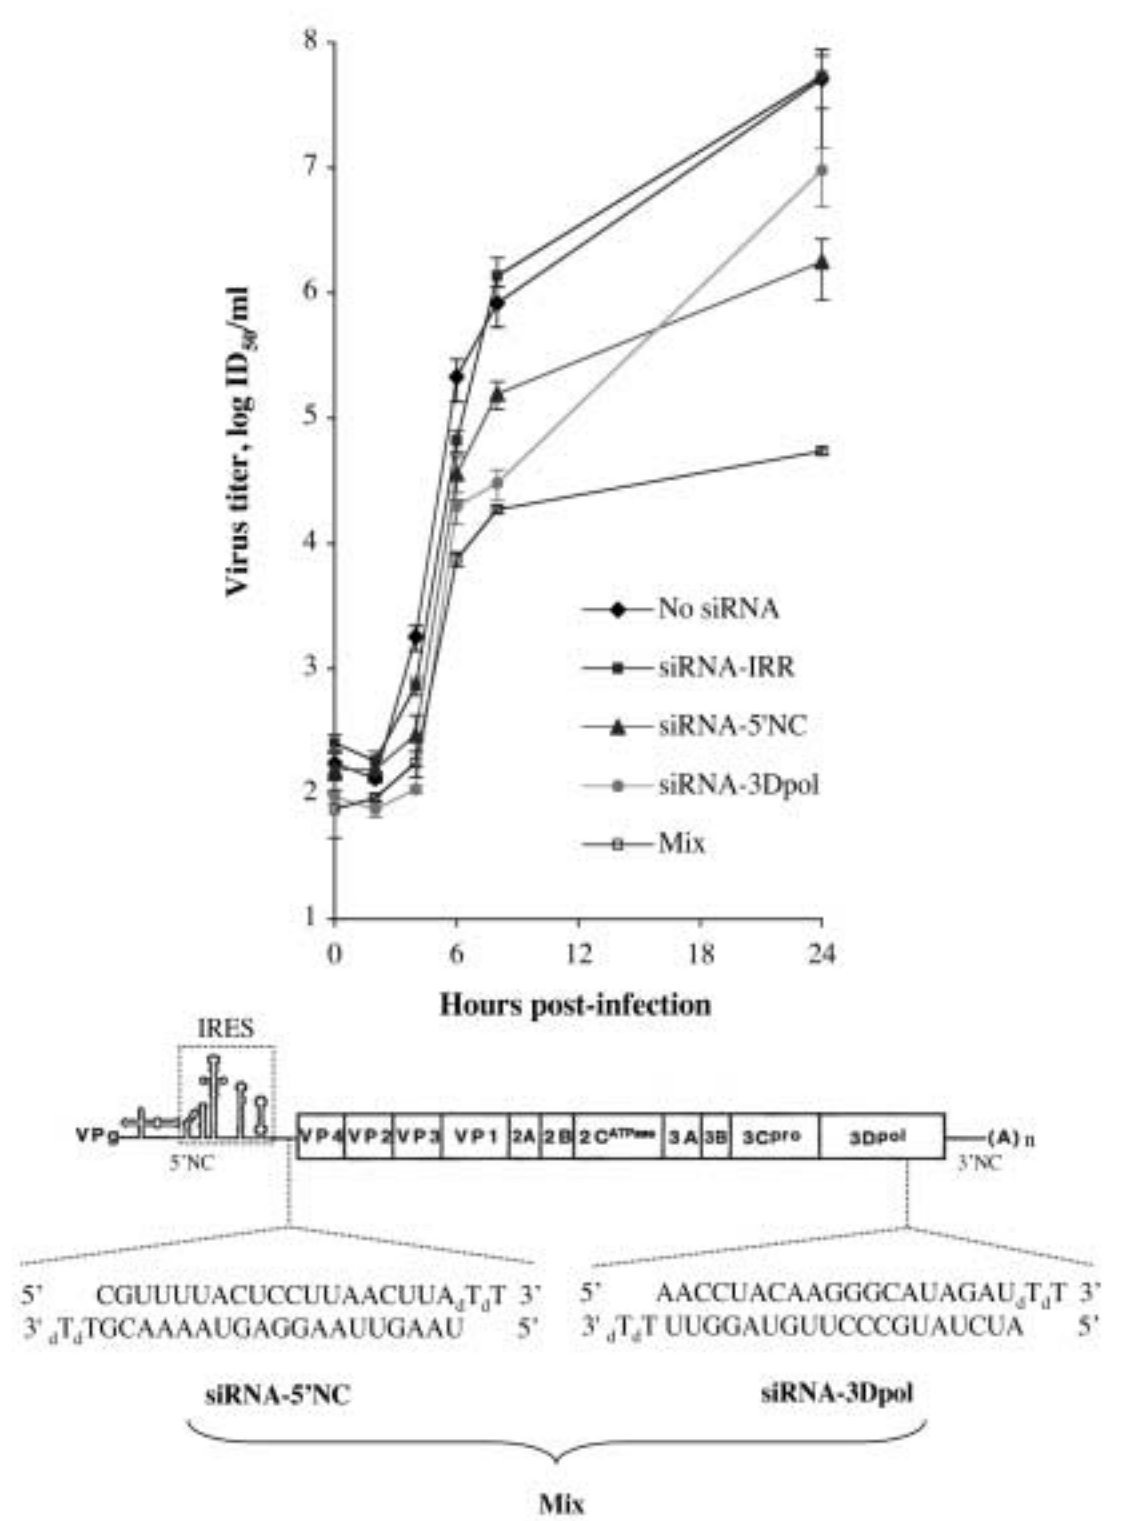 8
7
6
5
4
3
2
1
Virus titer, log ID50/ml
No siRNA
siRNA-IRR
siRNA-5'NC
siRNA-3Dpol
Mix
0 6 12 18 24
Hours post-infection
IRES
VPg VP4 VP2 VP3 VP1 2A 2B 2CATPase 3A 3B 3Cpro 3Dpol (A)n
5'NC 3'NC
5' CGUUUUACUCCUUAACUUAdTdT 3' 5' AACCUACAAGGGCAUAGAUdTdT 3'
3' dTdTGCAAAAUGAGGAAUUGAAU 5' 3' dTdT UUGGAUGUUCCCGUAUCUA 5'
siRNA-5'NC siRNA-3Dpol
Mix